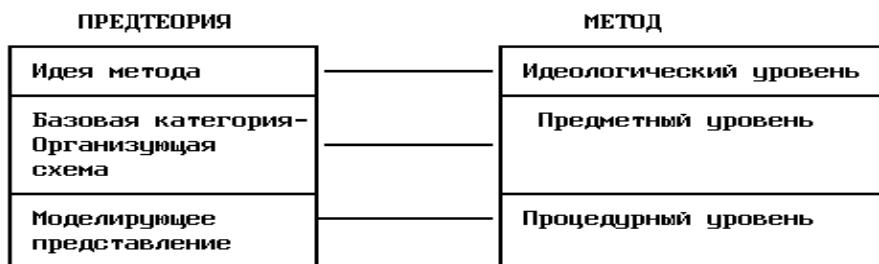 ПРЕДТЕОРИЯ МЕТОД
Идея метода Идеологический уровень
Базовая категория- Предметный уровень
Организующая
схема
Моделирующее Процедурный уровень
представление